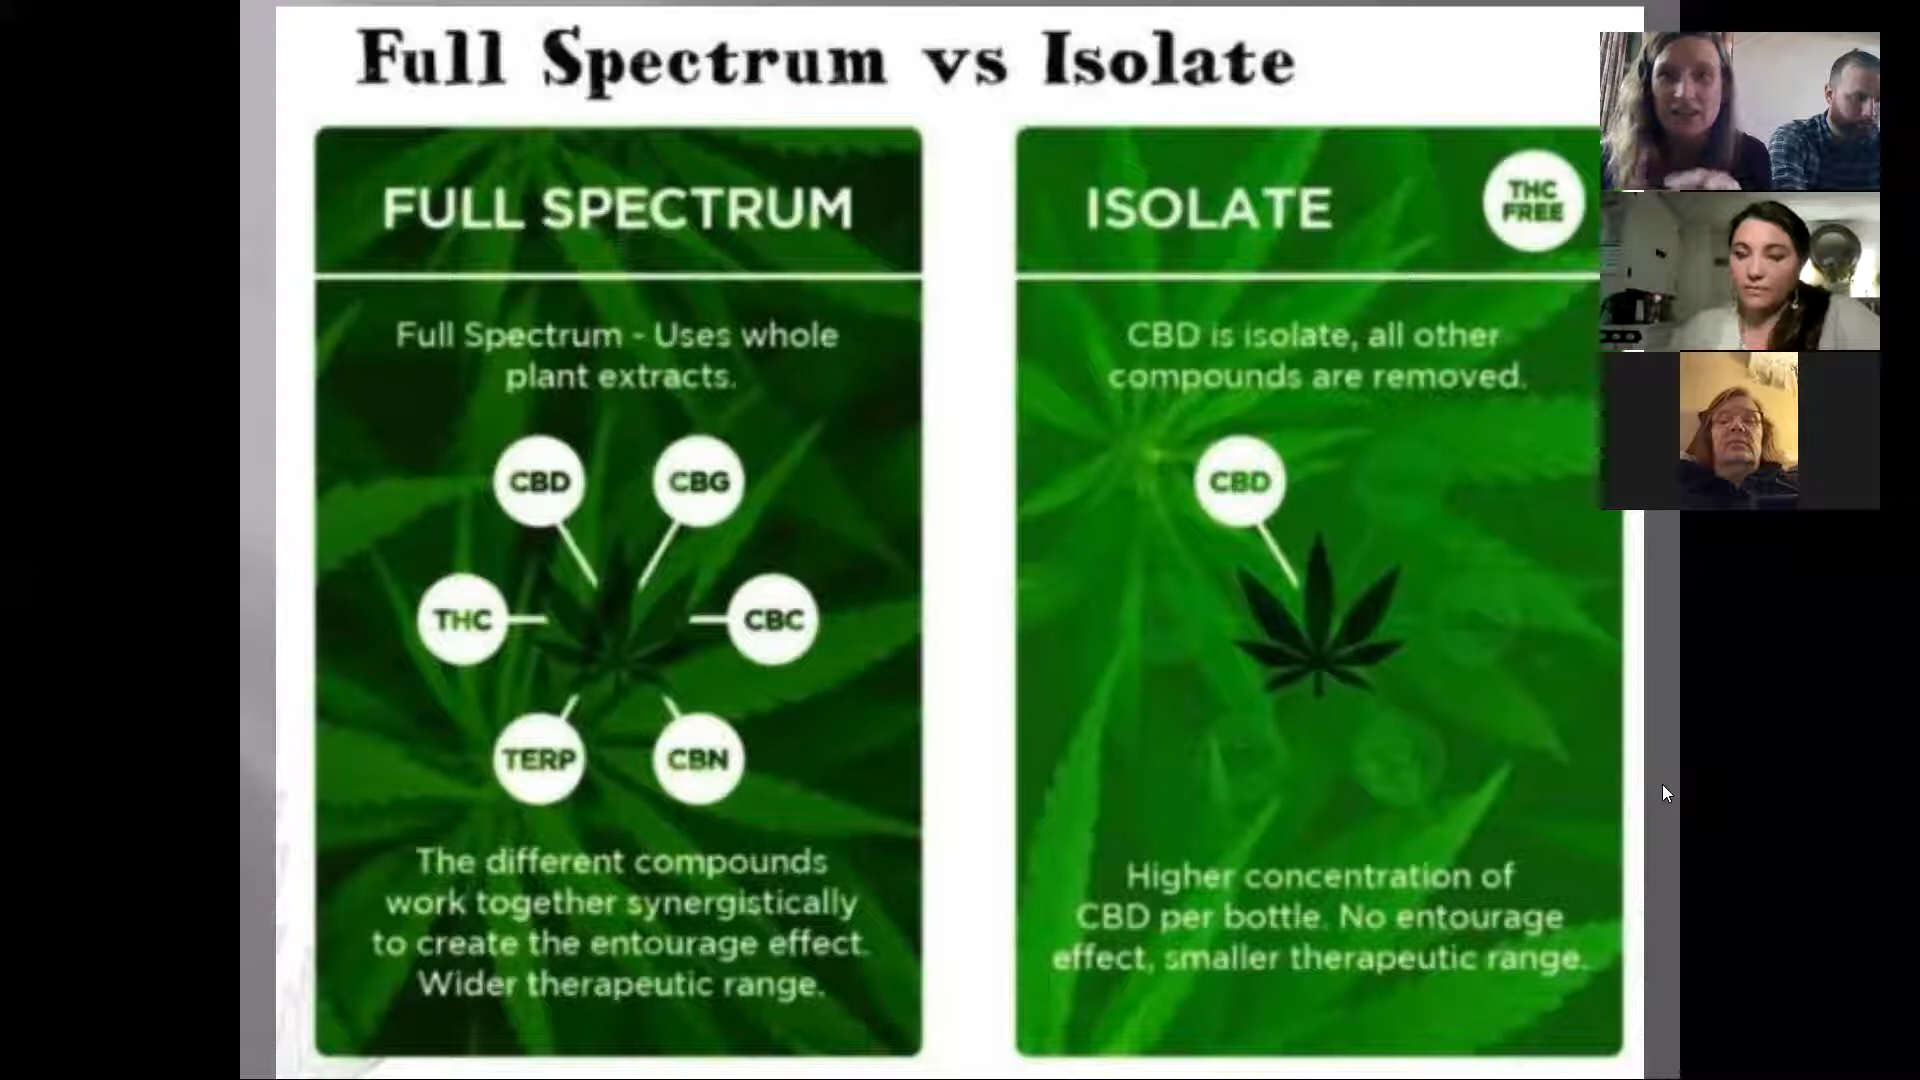 Full Spectrum vs Isolate
FULL SPECTRUM
Full Spectrum - Uses whole
plant extracts.
CBD
CBG
THC
CBC
TERP
CBN
The different compounds
work together synergistically
to create the entourage effect.
Wider therapeutic range.
ISOLATE
THC
FREE
CBD is isolate, all other
compounds are removed.
CBD
Higher concentration of
CBD per bottle. No entourage
effect, smaller therapeutic range.